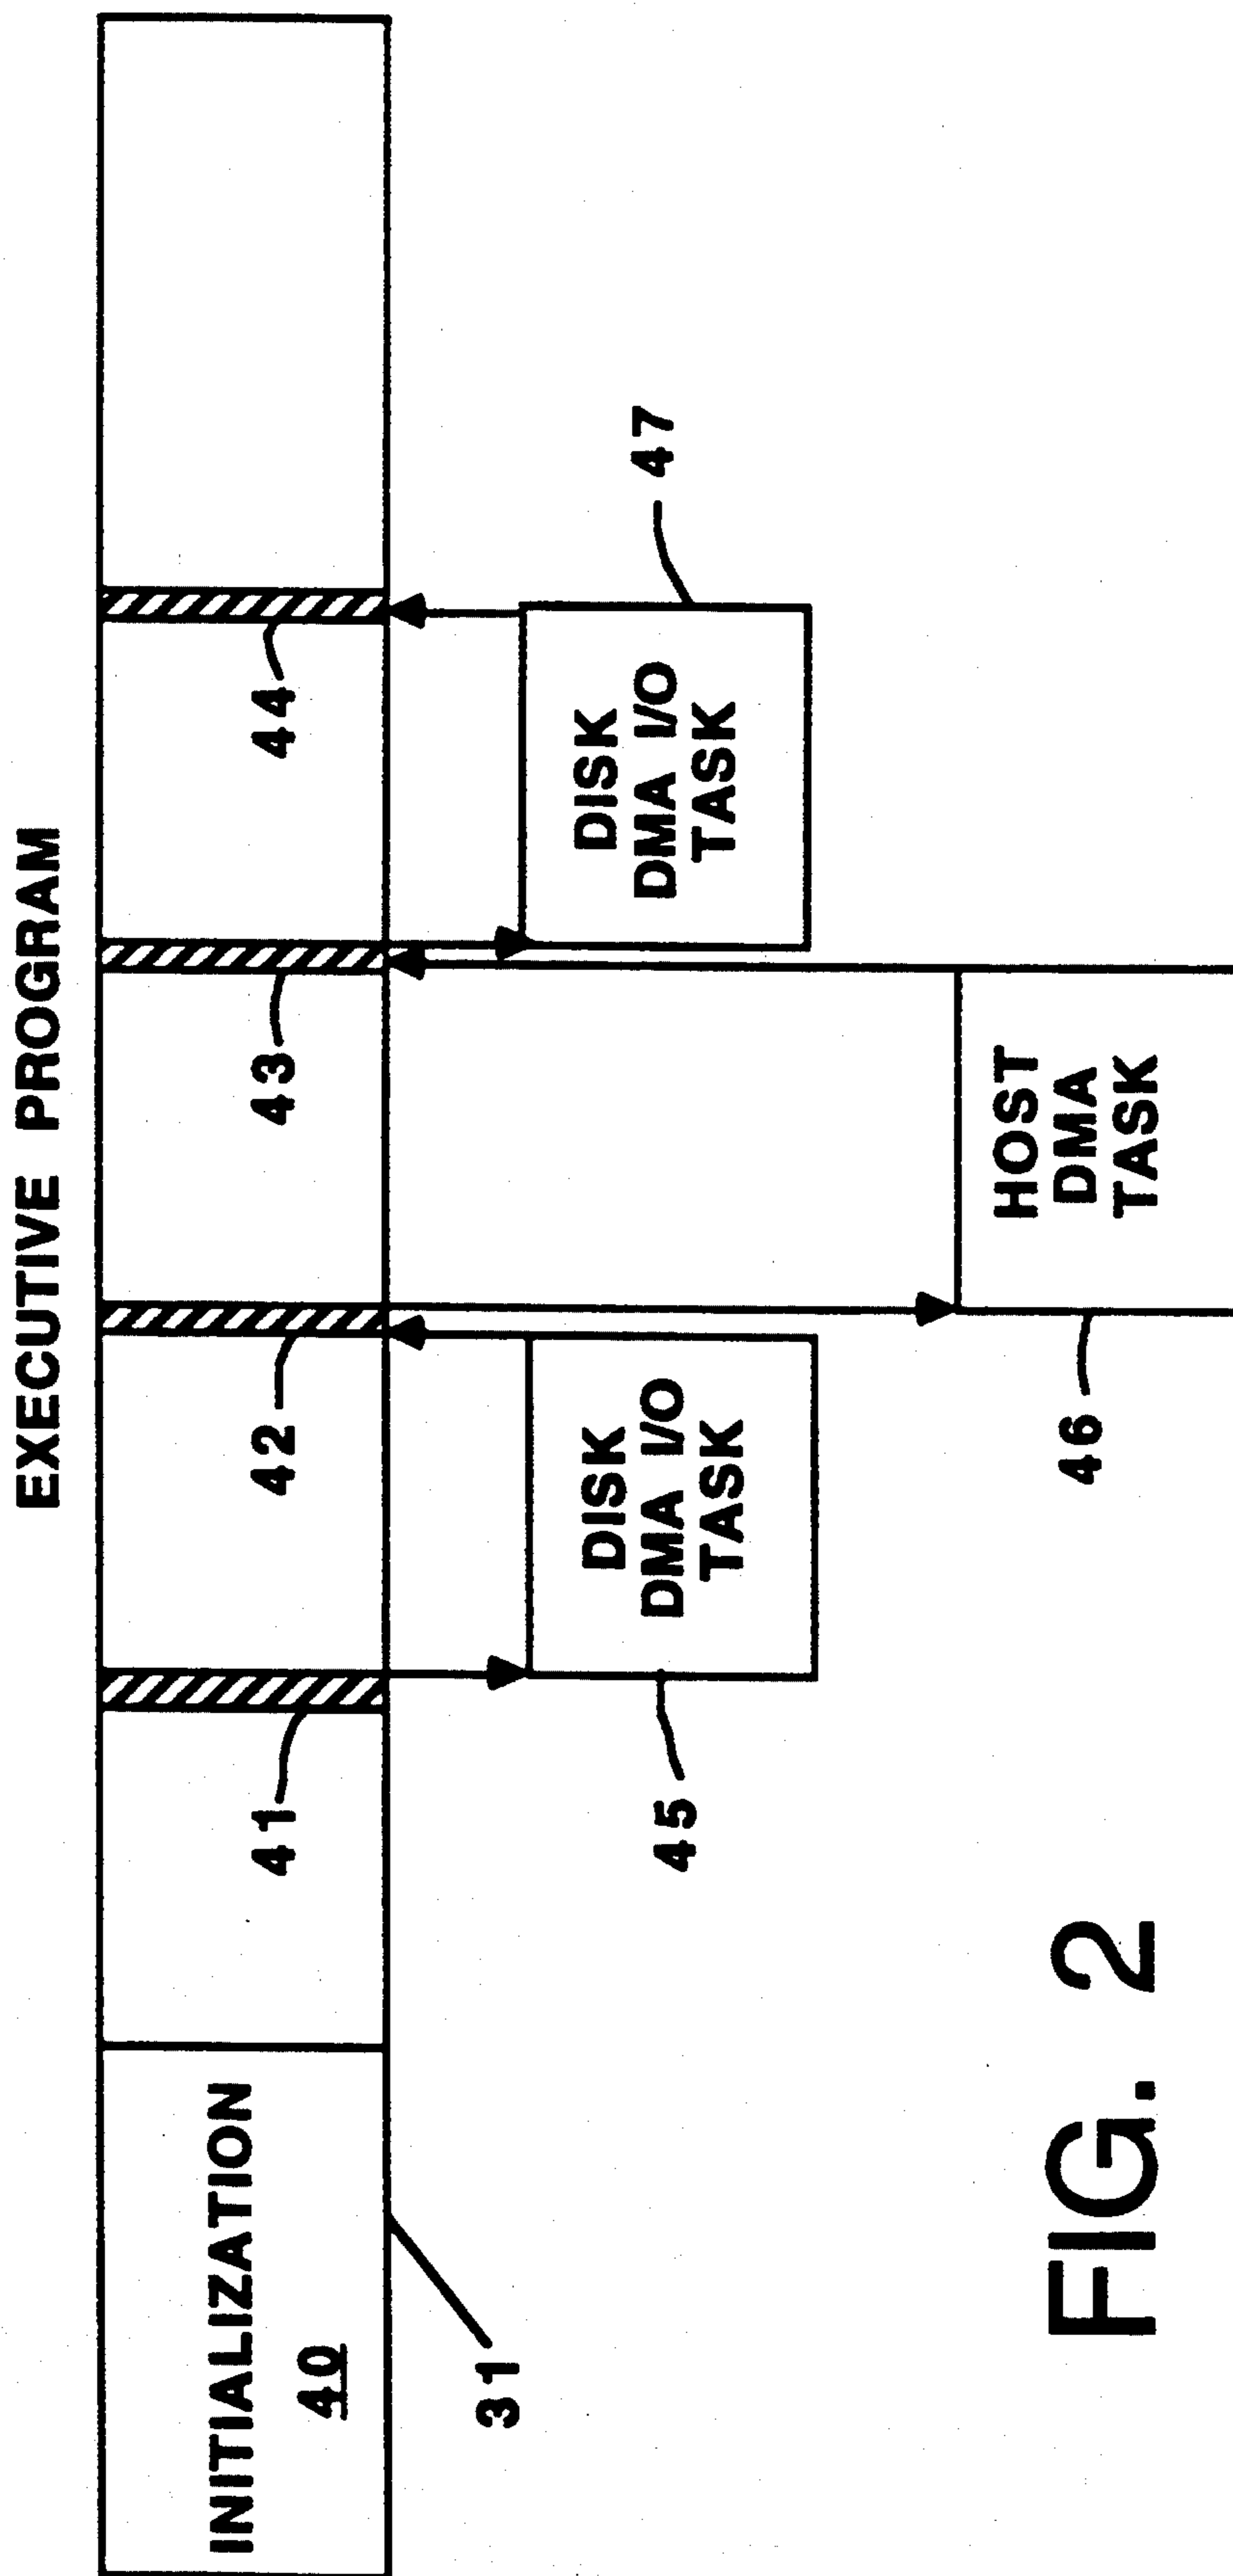 EXECUTIVE PROGRAM
INITIALIZATION
40
31
41
42
43
44
DISK
DMA I/O
TASK
45
HOST
DMA
TASK
46
DISK
DMA I/O
TASK
47
FIG. 2